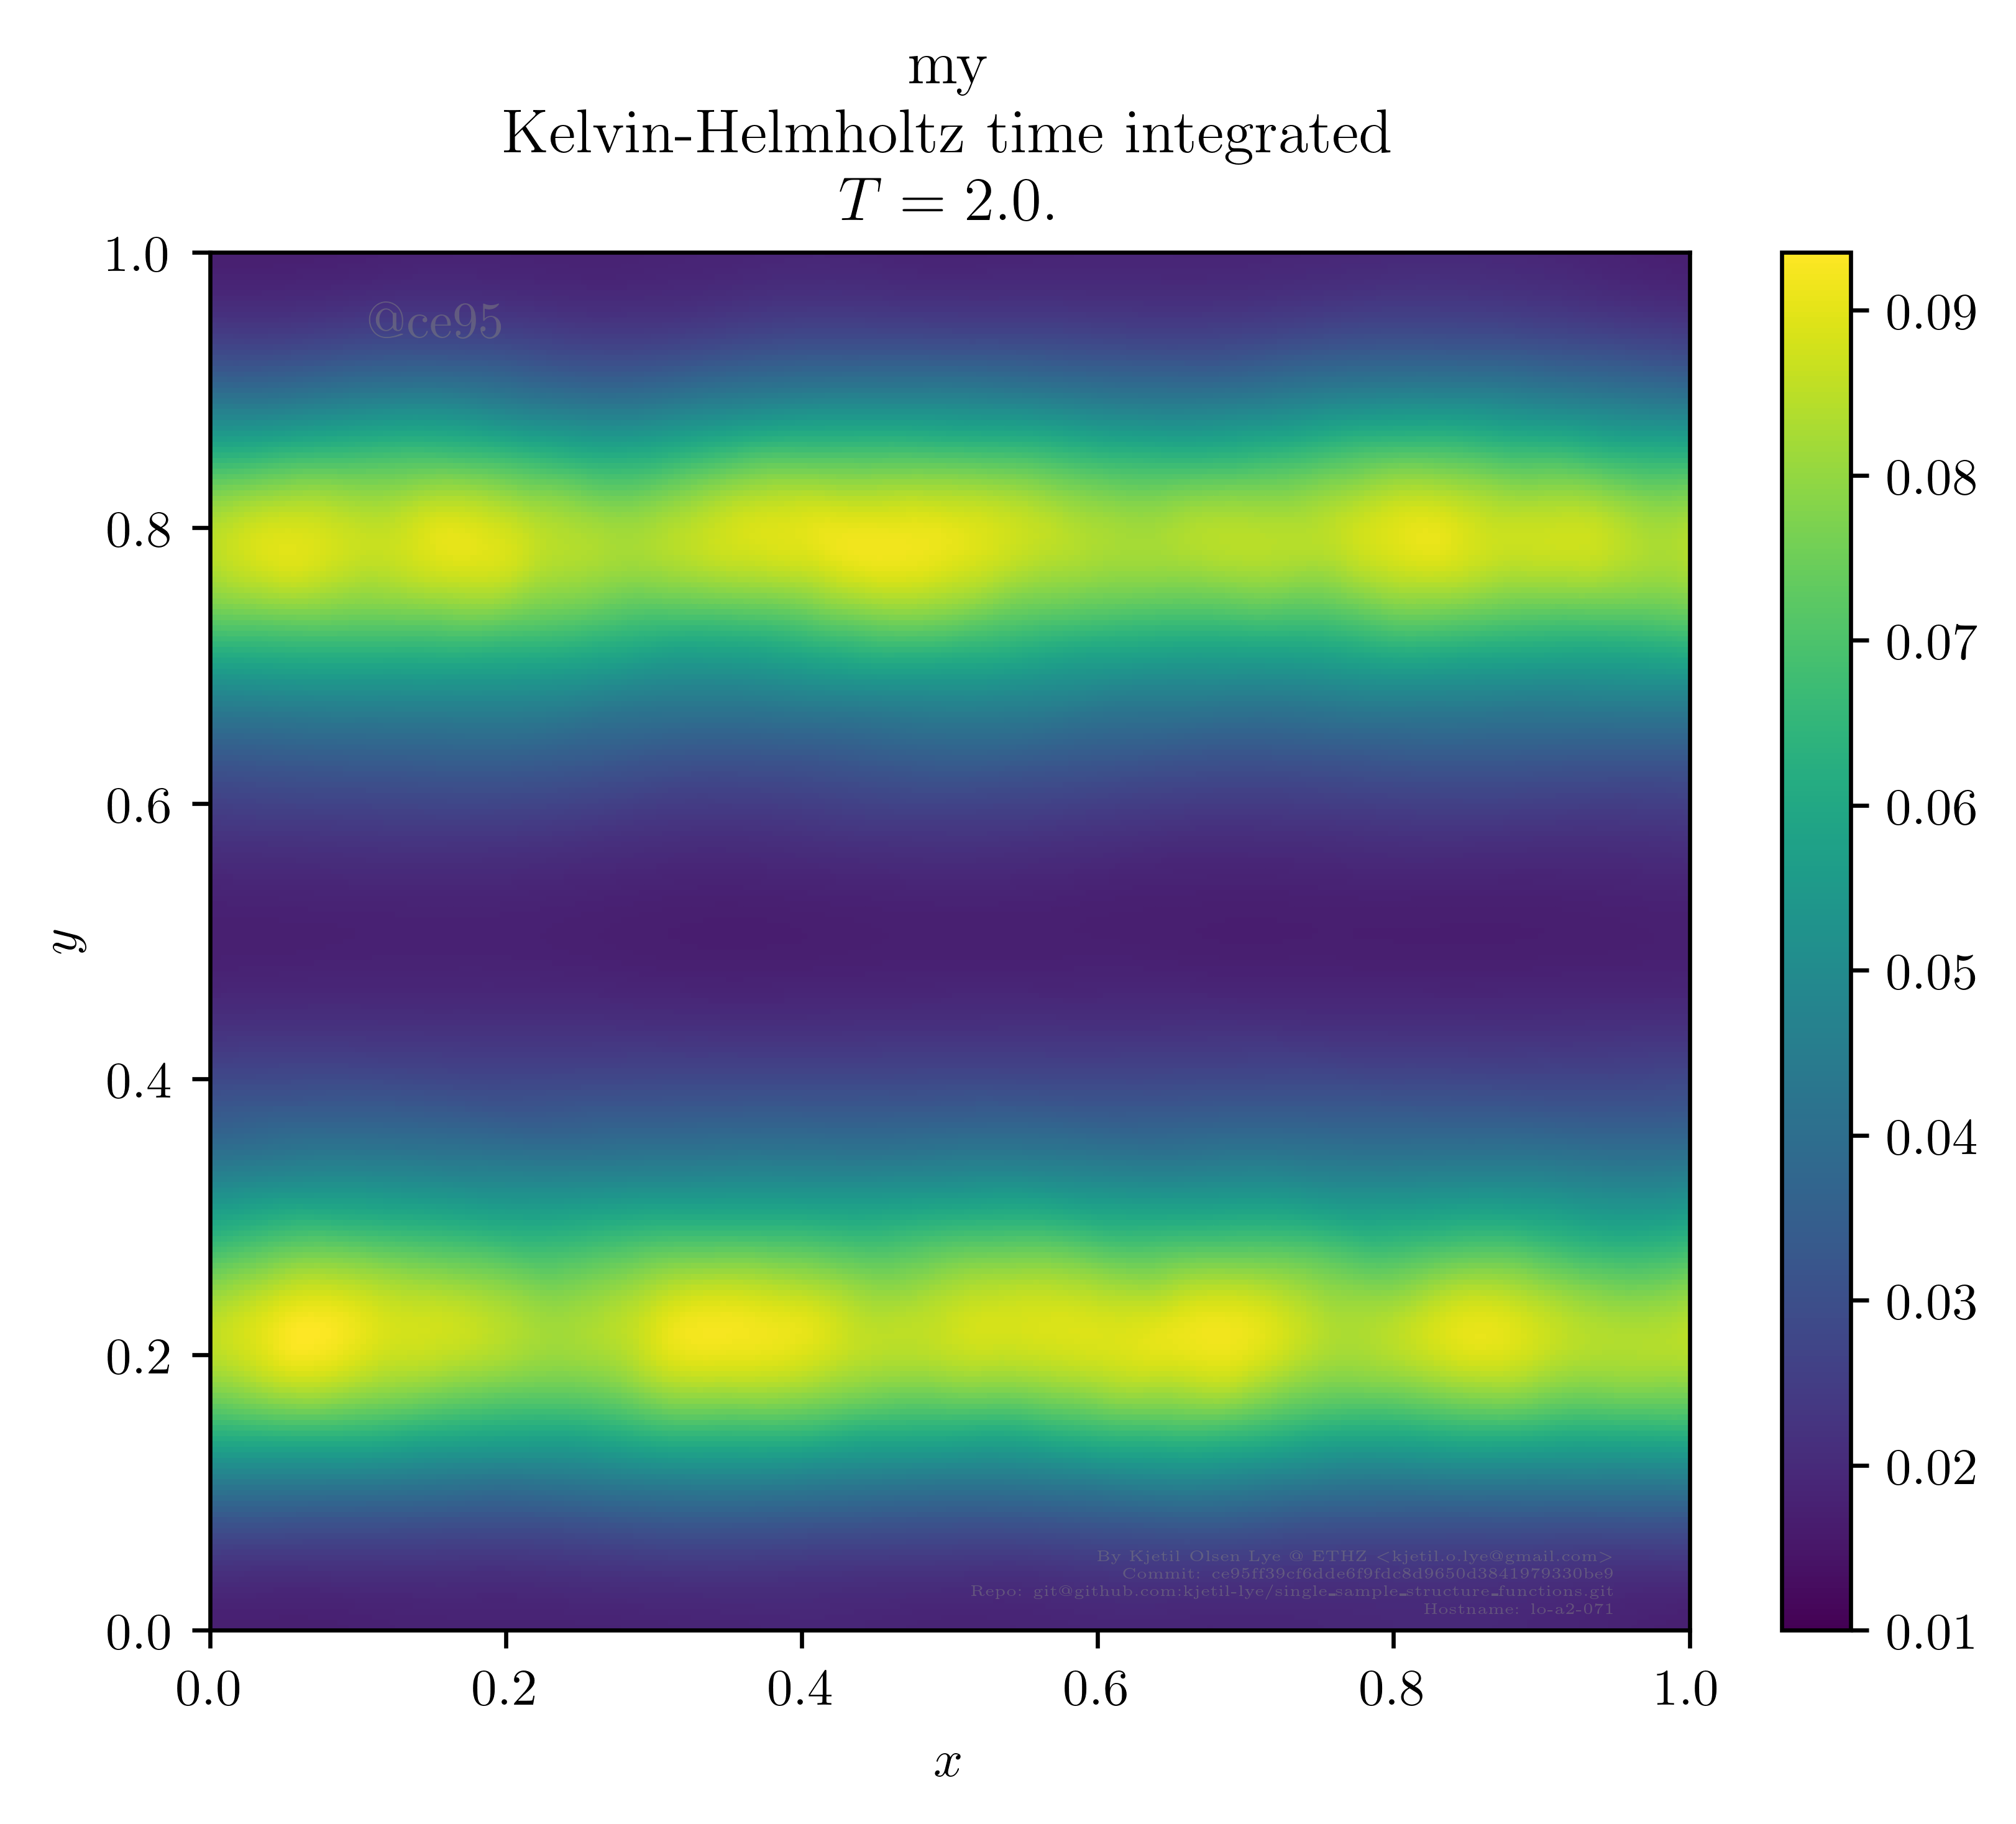 my
Kelvin-Helmholtz time integrated
T = 2.0.
1.0
@ce95
0.8
0.6
y
0.4
0.2
0.0
By Kjetil Olsen Lye @ ETHZ <kjetil.o.lye@gmail.com>
Commit: ce95ff39cf6dde6f9fdc8d9650d3841979330be9
Repo: git@github.com:kjetil-lye/single_sample_structure_functions.git
Hostname: lo-a2-071
0.0 0.2 0.4 0.6 0.8 1.0
x
0.09
0.08
0.07
0.06
0.05
0.04
0.03
0.02
0.01